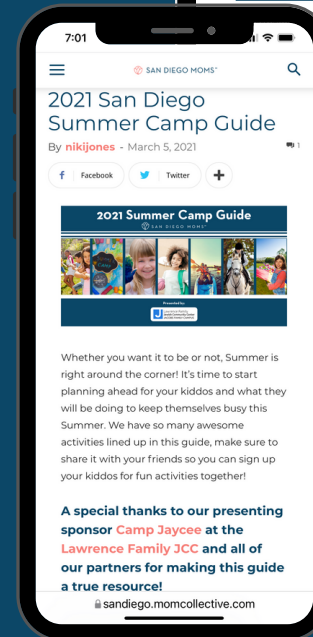 7:01
SAN DIEGO MOMS
2021 San Diego
Summer Camp Guide
By nikijones - March 5, 2021
1
Facebook
Twitter
+
2021 Summer Camp Guide
SAN DIEGO MOMS
Presented by:
Whether you want it to be or not, Summer is
right around the corner! It's time to start
planning ahead for your kiddos and what they
will be doing to keep themselves busy this
Summer. We have so many awesome
activities lined up in this guide, make sure to
share it with your friends so you can sign up
your kiddos for fun activities together!
A special thanks to our presenting
sponsor Camp Jaycee at the
Lawrence Family JCC and all of
our partners for making this guide
a true resource!
sandiego.momcollective.com